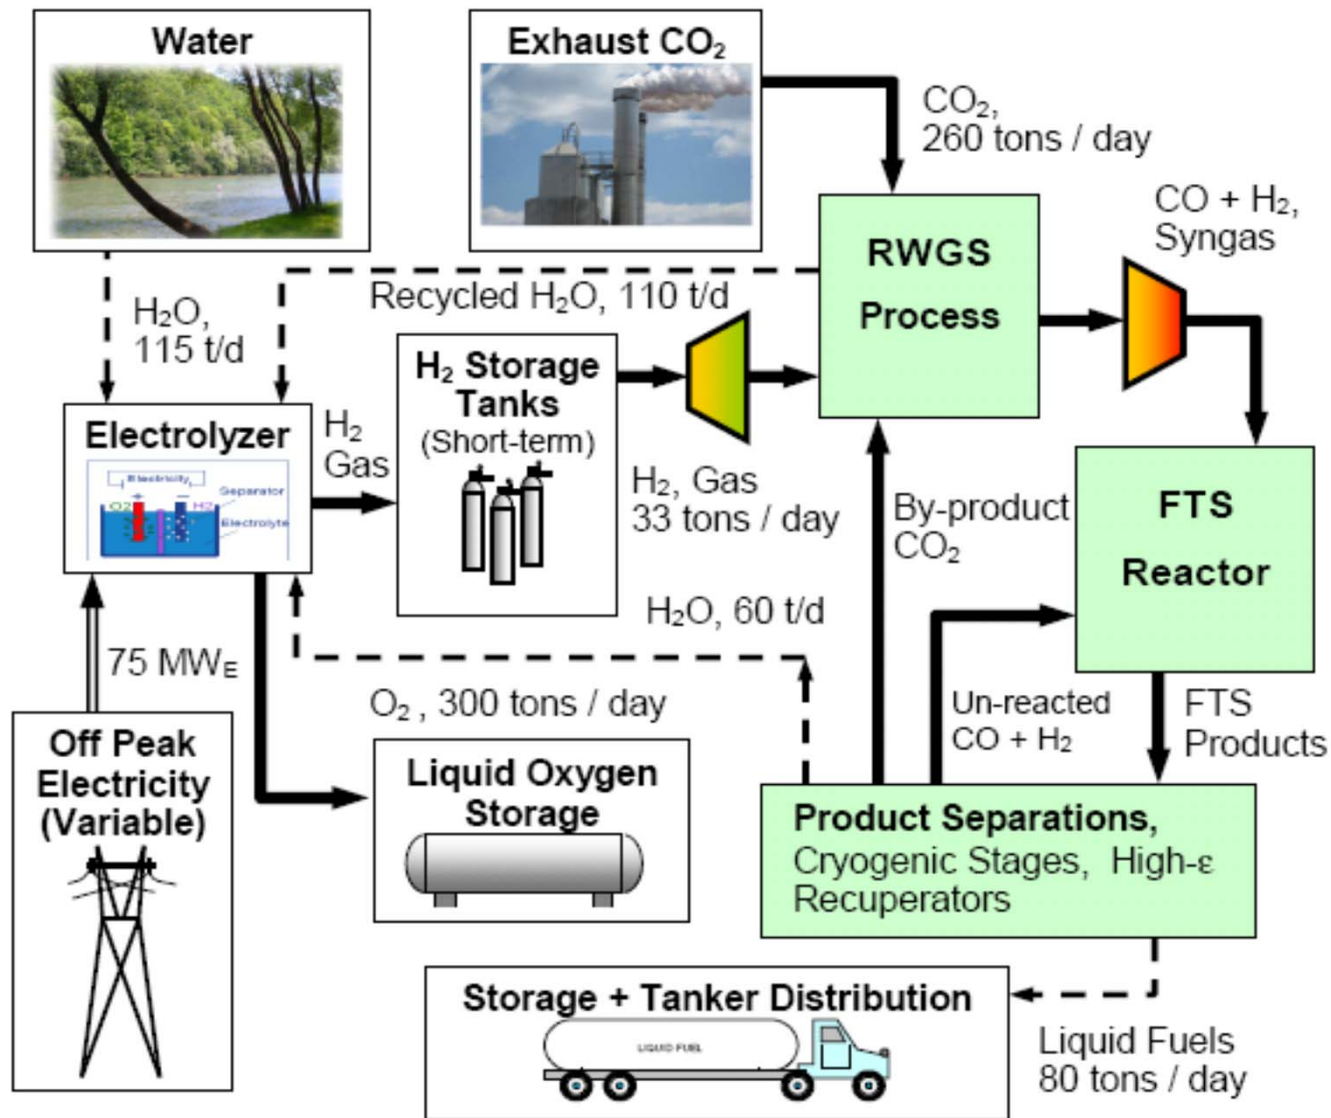 Water
Exhaust CO₂
CO₂,
260 tons / day
CO + H₂,
Syngas
RWGS
Process
Recycled H₂O, 110 t/d
H₂O,
115 t/d
H₂ Storage
Tanks
(Short-term)
Electrolyzer
Electricity
+
−
O2
H2
Separator
Electrolyte
H₂
Gas
H₂, Gas
33 tons / day
By-product
CO₂
FTS
Reactor
H₂O, 60 t/d
75 MWE
O₂ , 300 tons / day
Un-reacted
CO + H₂
FTS
Products
Off Peak
Electricity
(Variable)
Liquid Oxygen
Storage
Product Separations,
Cryogenic Stages, High-ε
Recuperators
Storage + Tanker Distribution
LIQUID FUEL
Liquid Fuels
80 tons / day